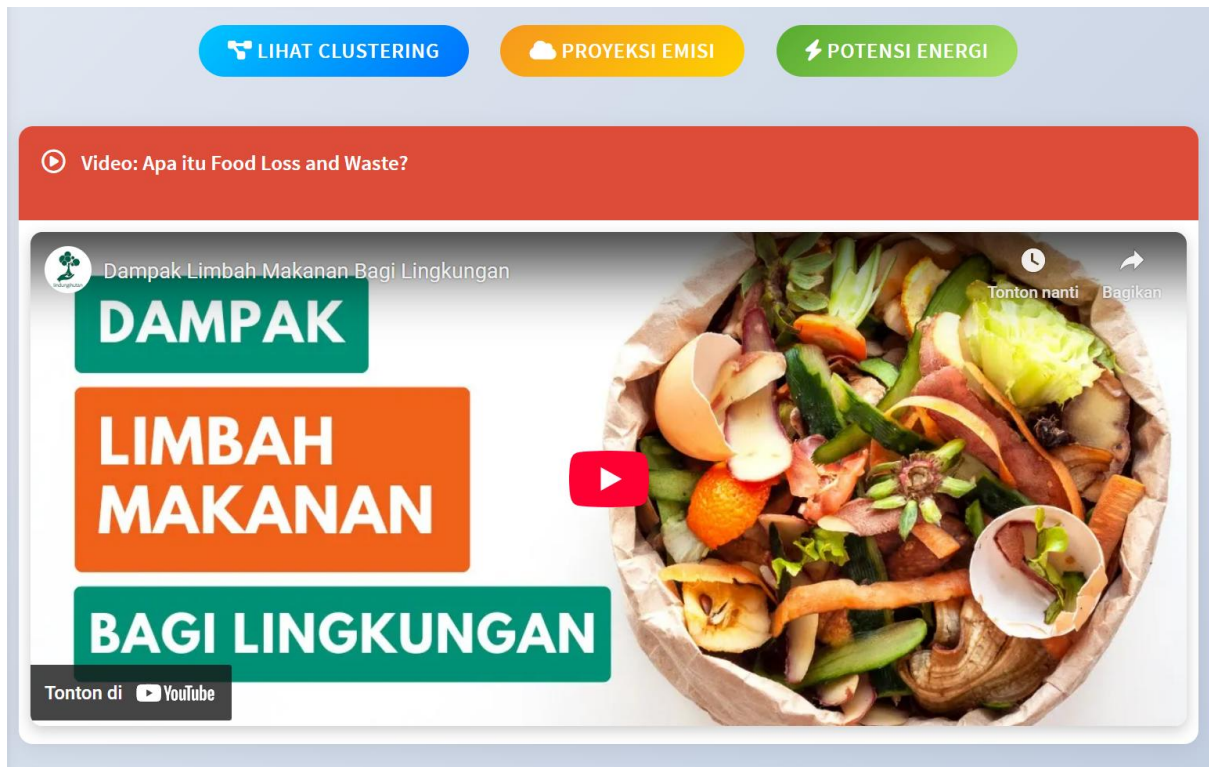 LIHAT CLUSTERING
PROYEKSI EMISI
POTENSI ENERGI
Video: Apa itu Food Loss and Waste?
lindungihutan
Dampak Limbah Makanan Bagi Lingkungan
Tonton nanti
Bagikan
DAMPAK
LIMBAH
MAKANAN
BAGI LINGKUNGAN
Tonton di YouTube